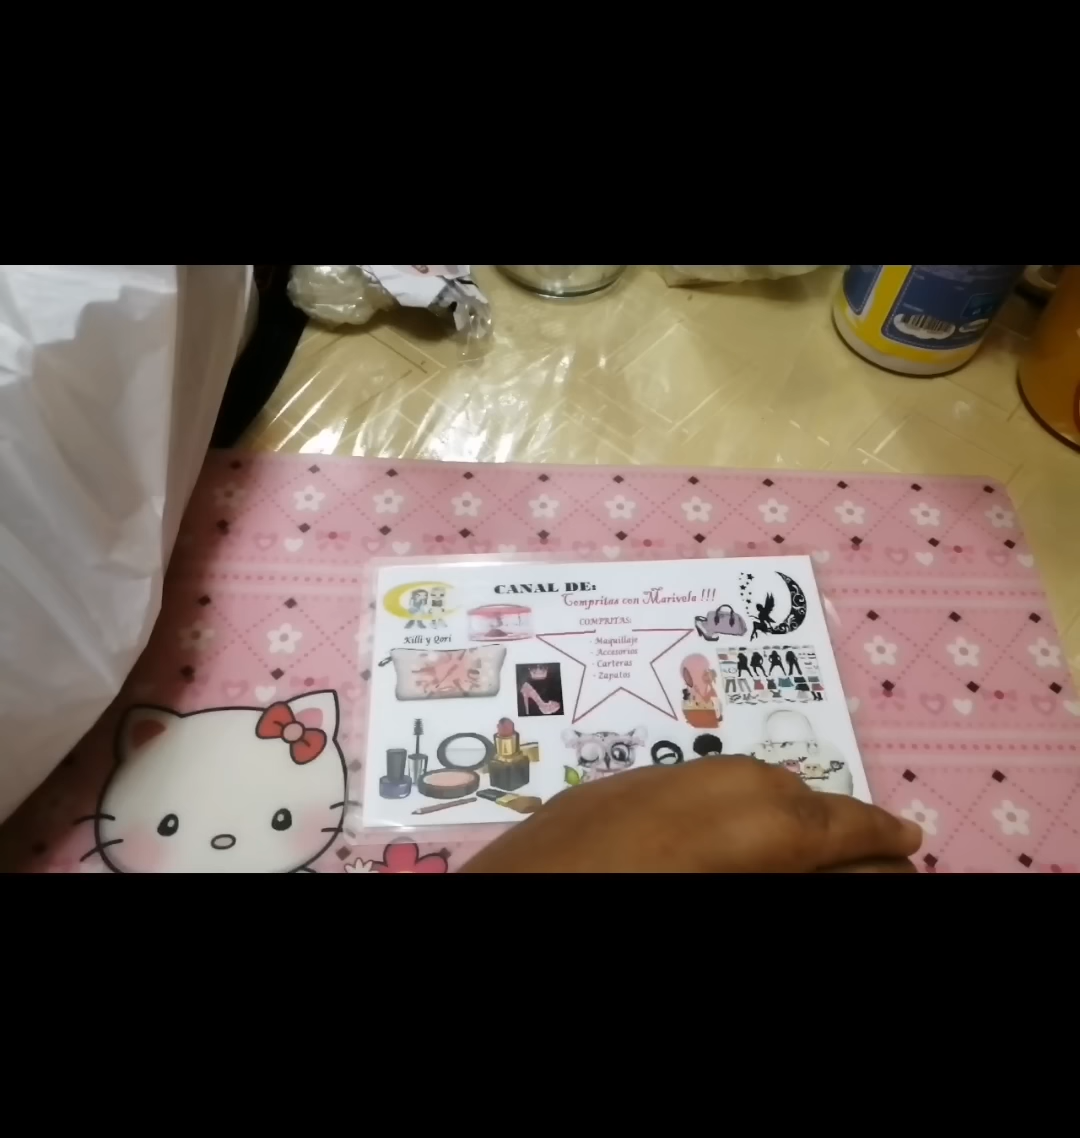 CANAL DE:
Compritas con Marivela !!!
Killi y Qori
COMPRITAS:
- Maquillaje
- Accesorios
- Carteras
- Zapatos